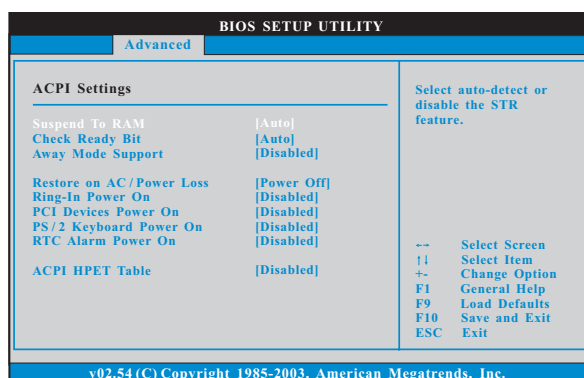 BIOS SETUP UTILITY
Advanced
ACPI Settings
Suspend To RAM [Auto]
Check Ready Bit [Auto]
Away Mode Support [Disabled]
Restore on AC / Power Loss [Power Off]
Ring-In Power On [Disabled]
PCI Devices Power On [Disabled]
PS / 2 Keyboard Power On [Disabled]
RTC Alarm Power On [Disabled]
ACPI HPET Table [Disabled]
Select auto-detect or
disable the STR
feature.
←→ Select Screen
↑↓ Select Item
+- Change Option
F1 General Help
F9 Load Defaults
F10 Save and Exit
ESC Exit
v02.54 (C) Copyright 1985-2003, American Megatrends, Inc.